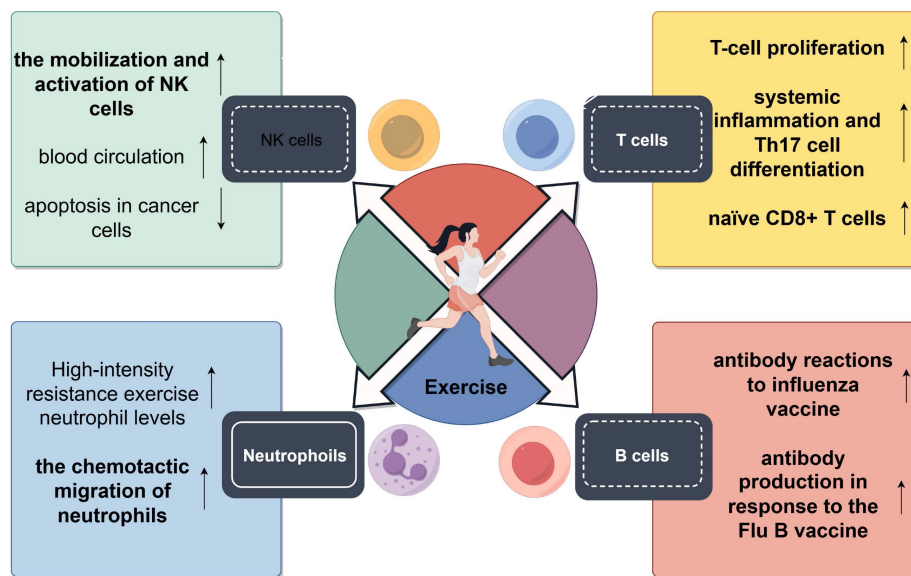 the mobilization and
activation of NK
cells
blood circulation
apoptosis in cancer
cells
NK cells
T cells
T-cell proliferation
systemic
inflammation and
Th17 cell
differentiation
naïve CD8+ T cells
Exercise
High-intensity
resistance exercise
neutrophil levels
the chemotactic
migration of
neutrophils
Neutrophoils
B cells
antibody reactions
to influenza
vaccine
antibody
production in
response to the
Flu B vaccine